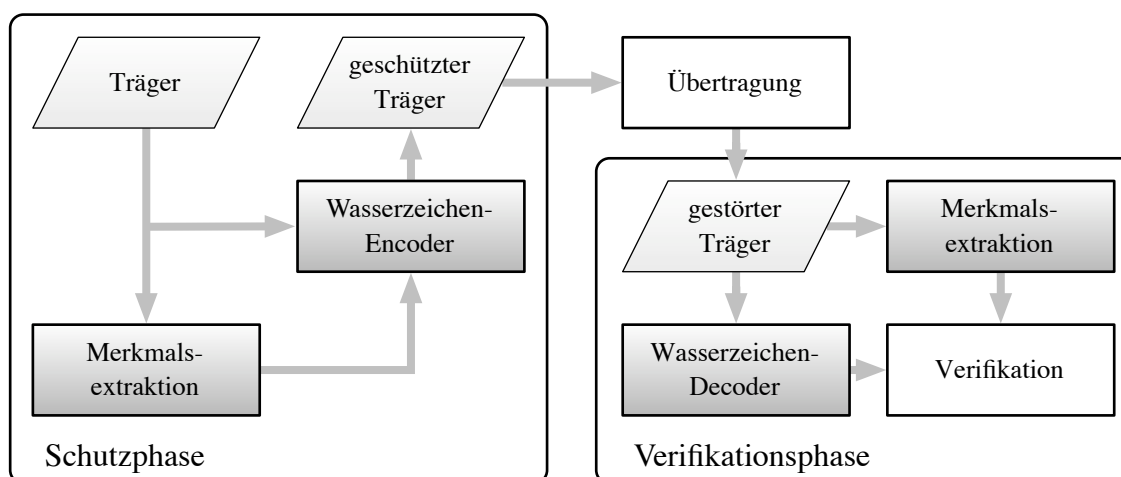 Träger
geschützter
Träger
Übertragung
Wasserzeichen-
Encoder
Merkmals-
extraktion
Schutzphase
gestörter
Träger
Merkmals-
extraktion
Wasserzeichen-
Decoder
Verifikation
Verifikationsphase